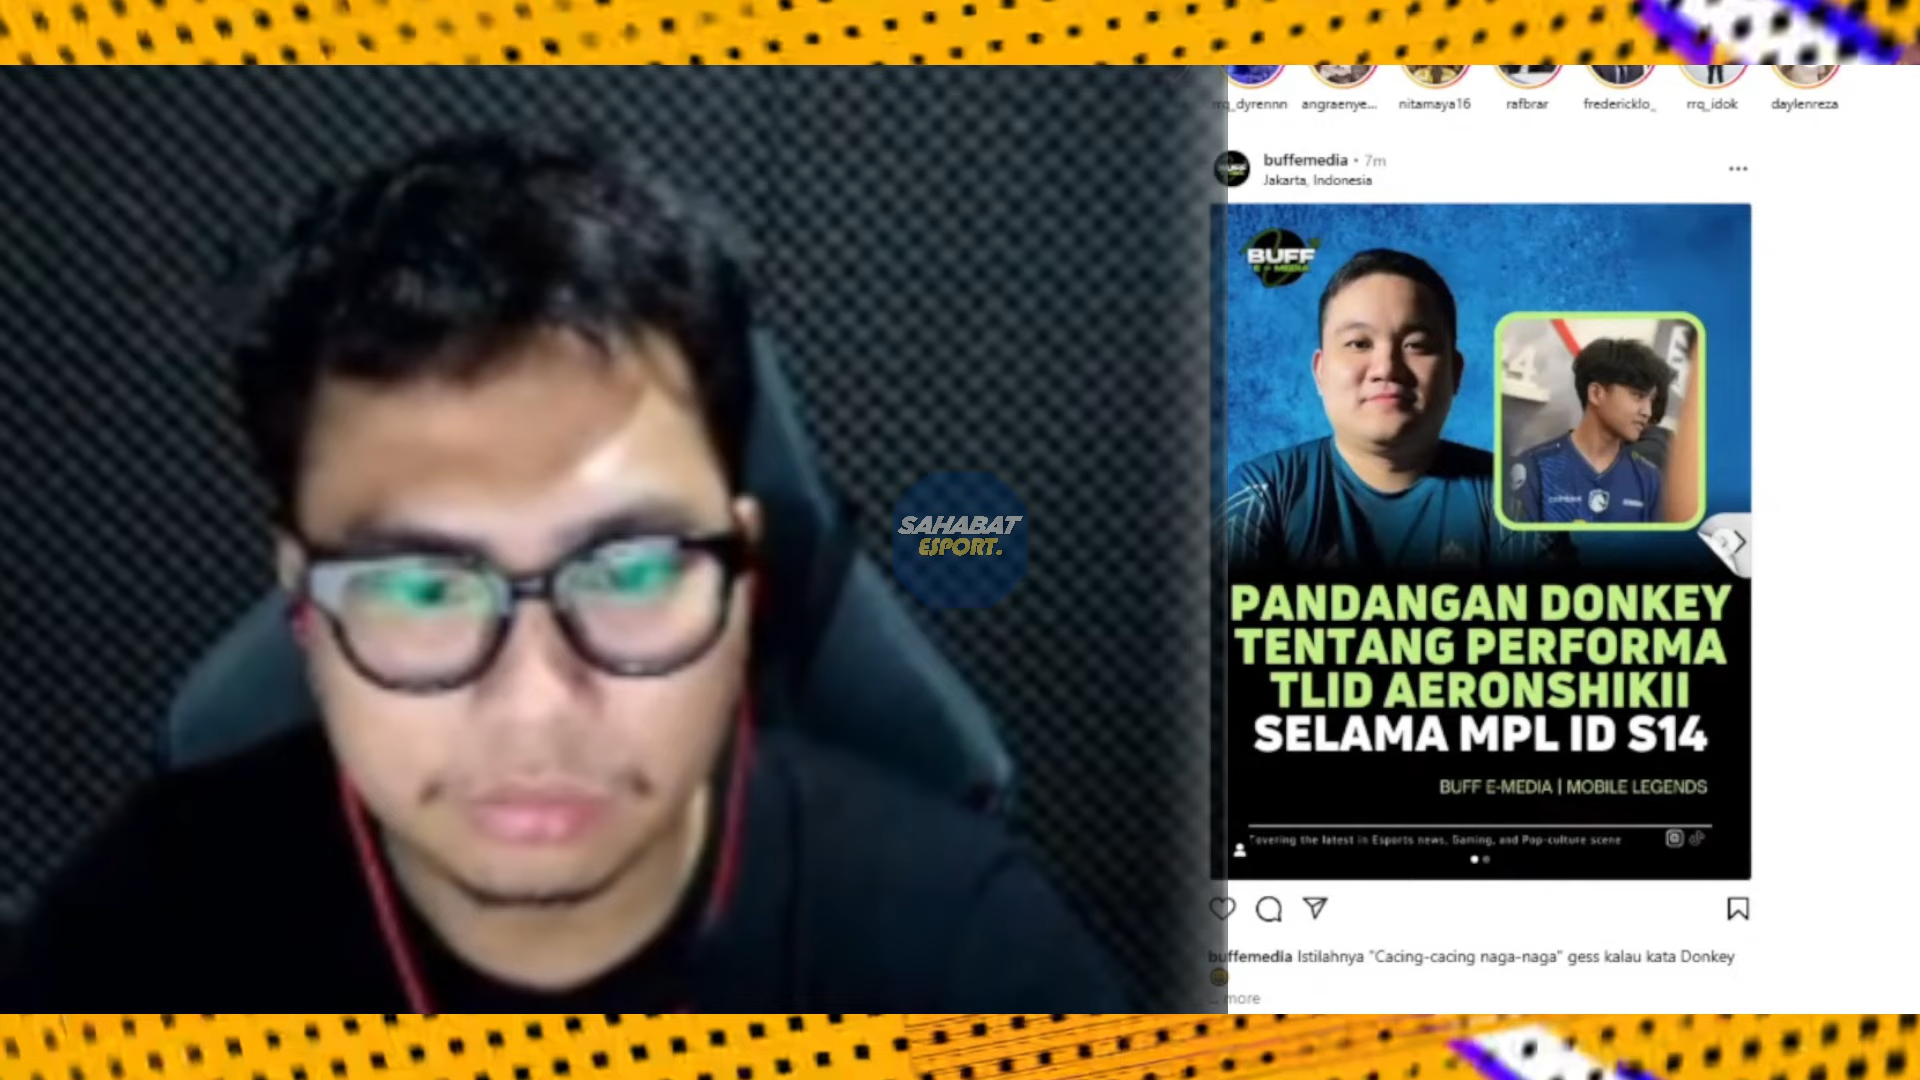 rrq_dyrennn angraenye... nitamaya16 rafbrar fredericklo_ rrq_idok daylenreza
buffemedia • 7m
Jakarta, Indonesia
BUFF
E - MEDIA
SAHABAT
ESPORT.
PANDANGAN DONKEY
TENTANG PERFORMA
TLID AERONSHIKII
SELAMA MPL ID S14
BUFF E-MEDIA | MOBILE LEGENDS
Covering the latest in Esports news, Gaming, and Pop-culture scene
buffemedia Istilahnya "Cacing-cacing naga-naga" gess kalau kata Donkey
... more